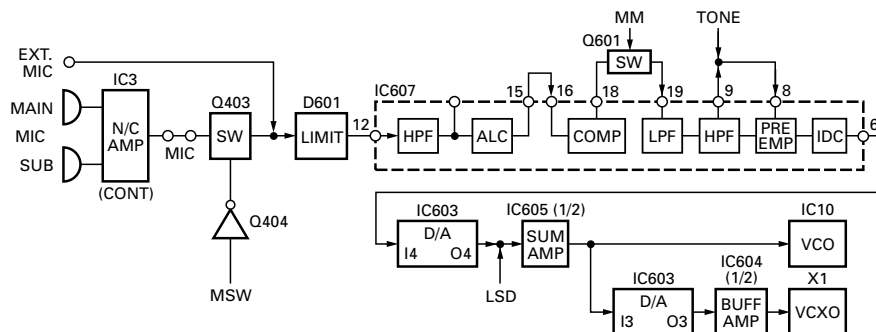 MM
TONE
EXT.
MIC
IC3
Q601
SW
Q403
D601
IC607
15
16
18
19
9
8
MAIN
MIC
SUB
N/C
AMP
(CONT)
MIC
SW
LIMIT
12
HPF
ALC
COMP
LPF
HPF
PRE
EMP
IDC
6
Q404
MSW
IC603
D/A
I4
O4
LSD
IC605 (1/2)
SUM
AMP
IC10
VCO
IC603
D/A
I3
O3
IC604
(1/2)
BUFF
AMP
X1
VCXO